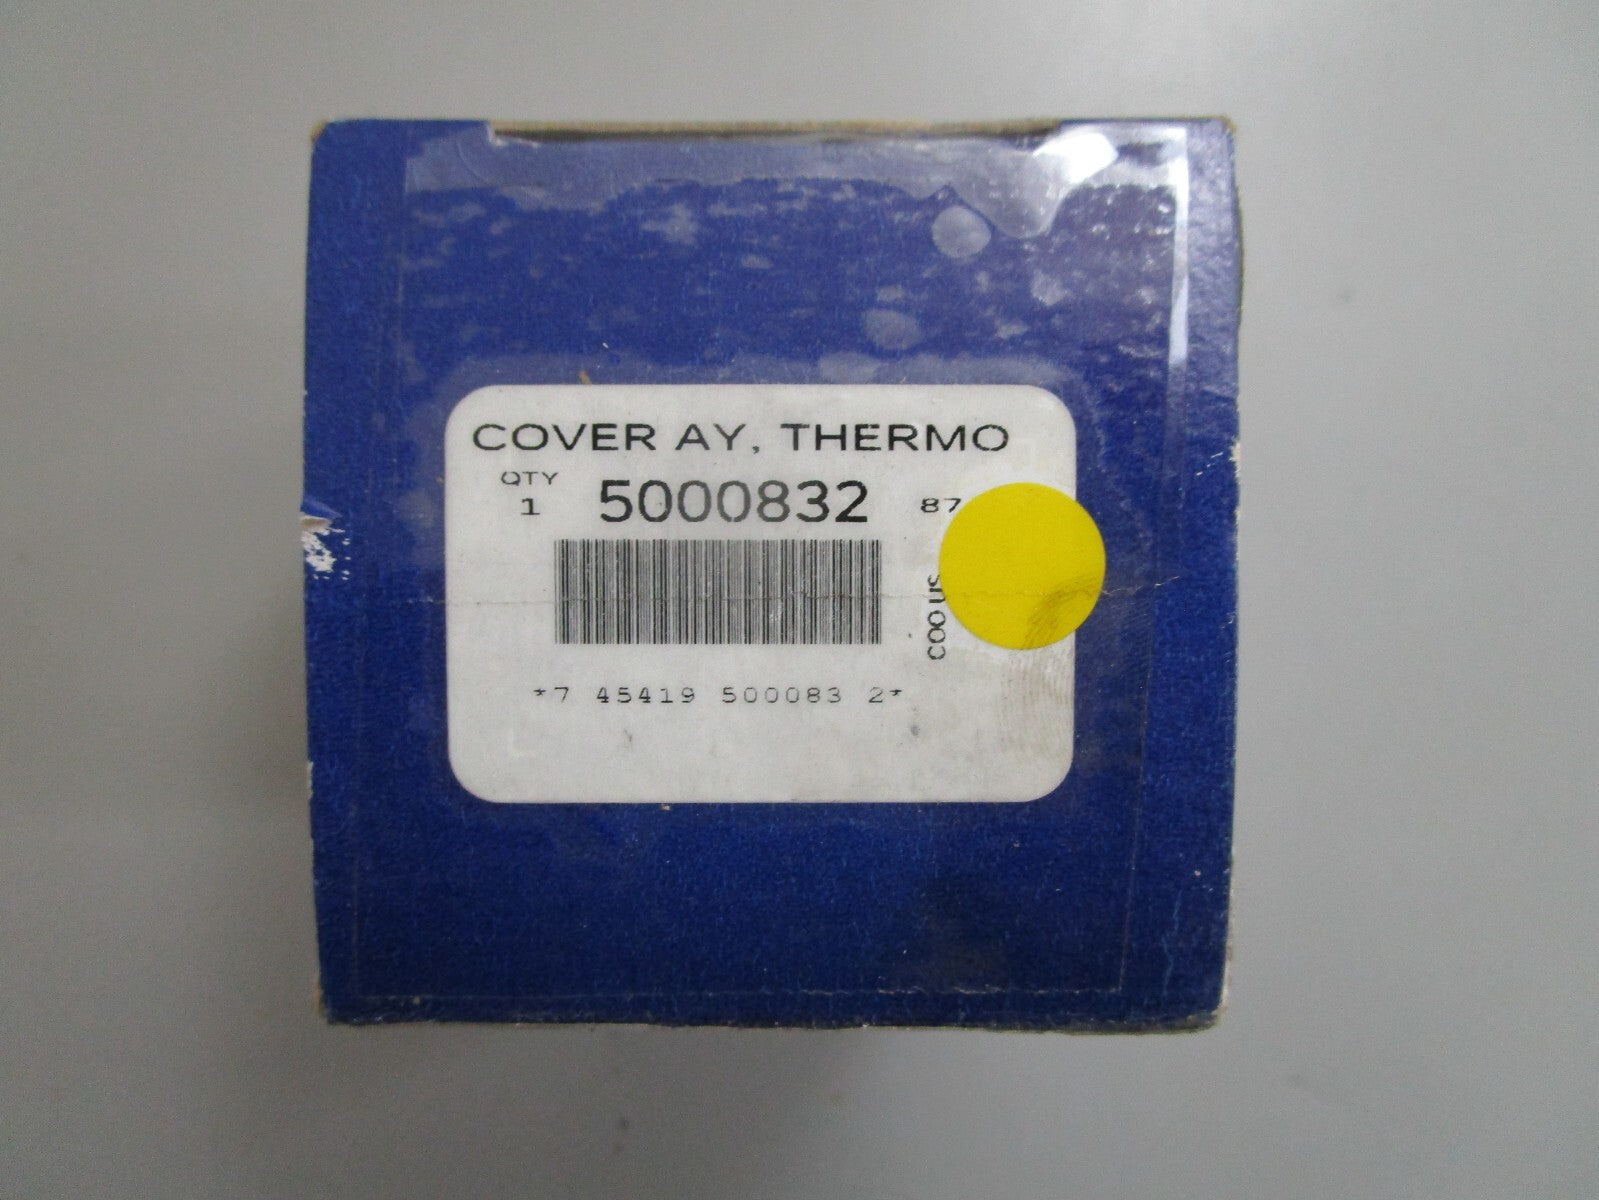 COVER AY, THERMO
QTY
1 5000832 87
COO US
*7 45419 500083 2*